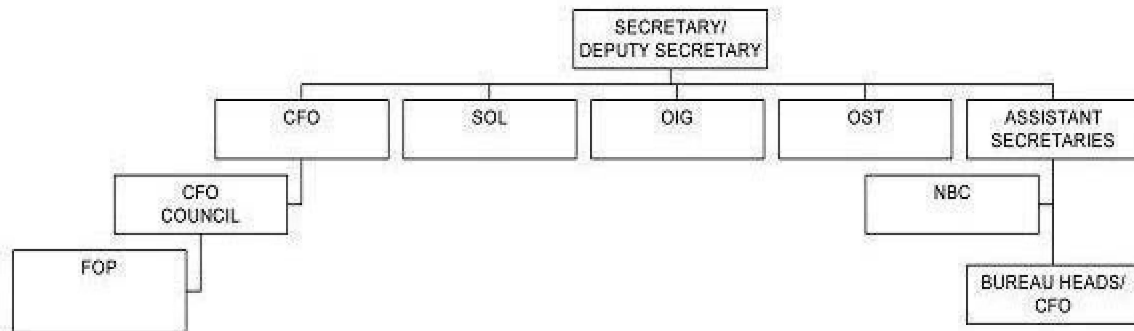 SECRETARY/
DEPUTY SECRETARY
CFO
SOL
OIG
OST
ASSISTANT
SECRETARIES
CFO
COUNCIL
NBC
FOP
BUREAU HEADS/
CFO